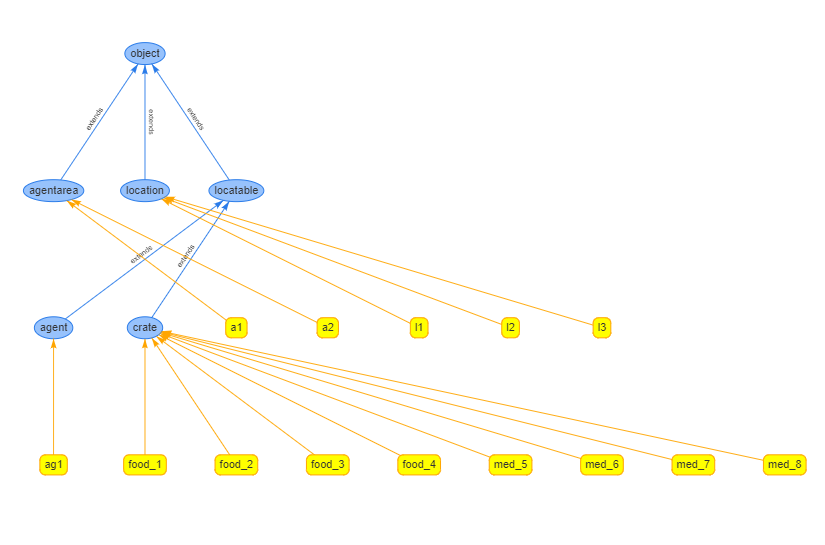 object
extends
extends
extends
agentarea
location
locatable
extends
extends
agent
crate
a1
a2
l1
l2
l3
ag1
food_1
food_2
food_3
food_4
med_5
med_6
med_7
med_8